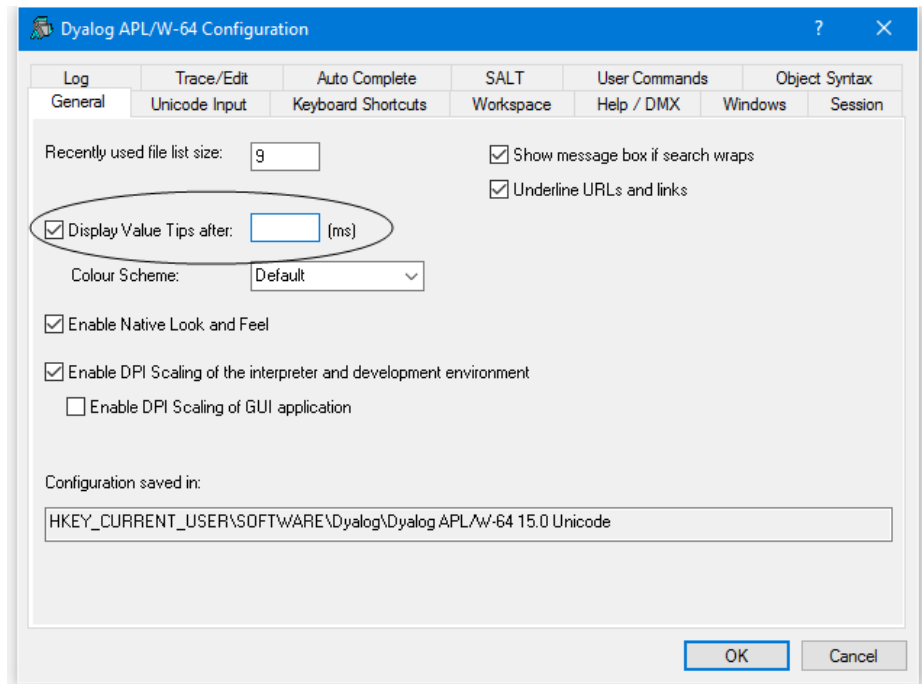 Dyalog APL/W-64 Configuration ?
Log Trace/Edit Auto Complete SALT User Commands Object Syntax
General Unicode Input Keyboard Shortcuts Workspace Help / DMX Windows Session
Recently used file list size: 9
Show message box if search wraps
Underline URLs and links
Display Value Tips after: (ms)
Colour Scheme: Default
Enable Native Look and Feel
Enable DPI Scaling of the interpreter and development environment
Enable DPI Scaling of GUI application
Configuration saved in:
HKEY_CURRENT_USER\SOFTWARE\Dyalog\Dyalog APL/W-64 15.0 Unicode
OK Cancel